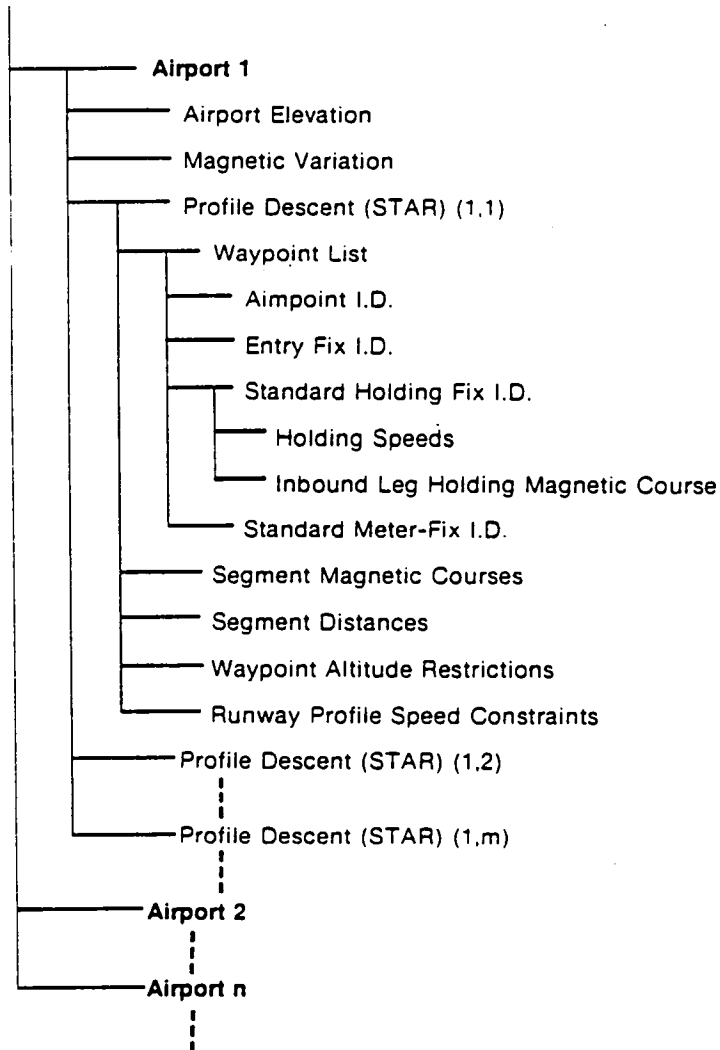 Airport 1
Airport Elevation
Magnetic Variation
Profile Descent (STAR) (1,1)
Waypoint List
Aimpoint I.D.
Entry Fix I.D.
Standard Holding Fix I.D.
Holding Speeds
Inbound Leg Holding Magnetic Course
Standard Meter-Fix I.D.
Segment Magnetic Courses
Segment Distances
Waypoint Altitude Restrictions
Runway Profile Speed Constraints
Profile Descent (STAR) (1,2)
Profile Descent (STAR) (1,m)
Airport 2
Airport n